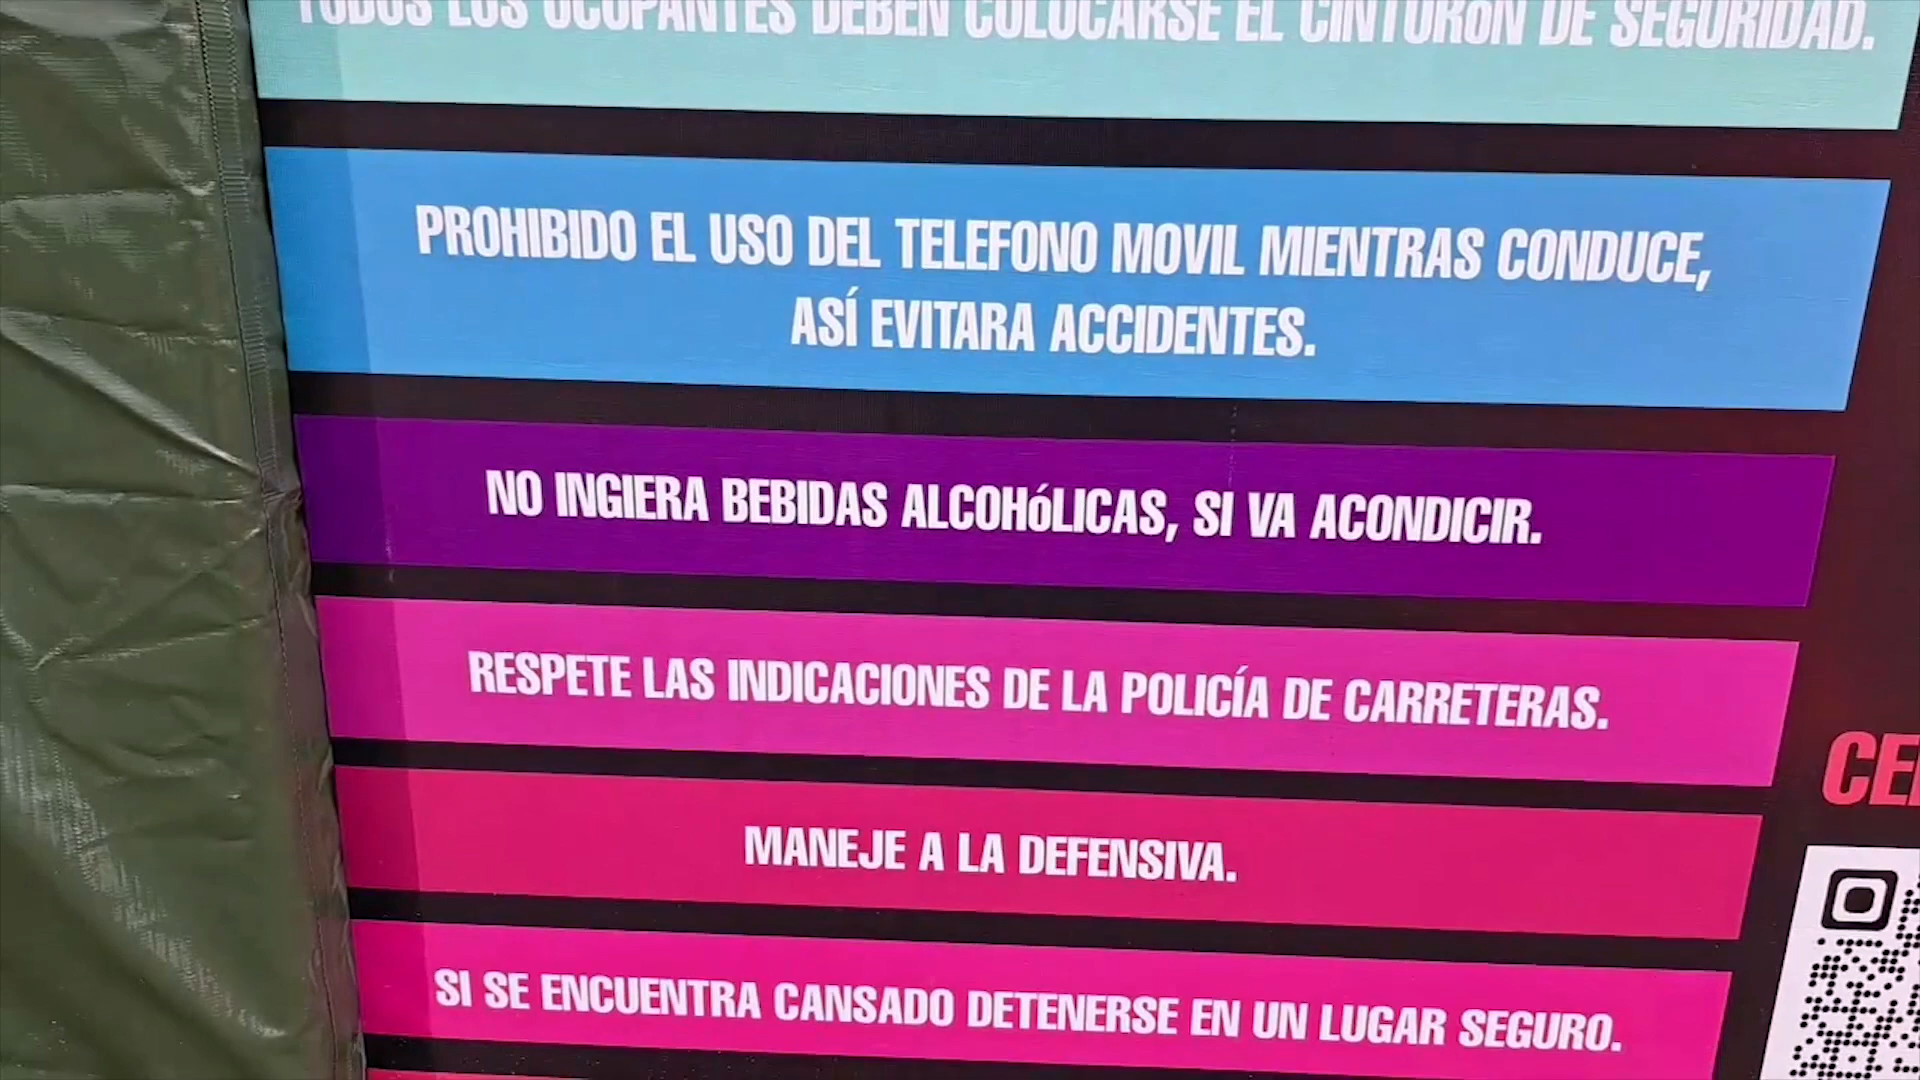 TODOS LOS OCUPANTES DEBEN COLOCARSE EL CINTURóN DE SEGURIDAD.
PROHIBIDO EL USO DEL TELEFONO MOVIL MIENTRAS CONDUCE,
ASÍ EVITARA ACCIDENTES.
NO INGIERA BEBIDAS ALCOHóLICAS, SI VA ACONDICIR.
RESPETE LAS INDICACIONES DE LA POLICÍA DE CARRETERAS.
MANEJE A LA DEFENSIVA.
SI SE ENCUENTRA CANSADO DETENERSE EN UN LUGAR SEGURO.